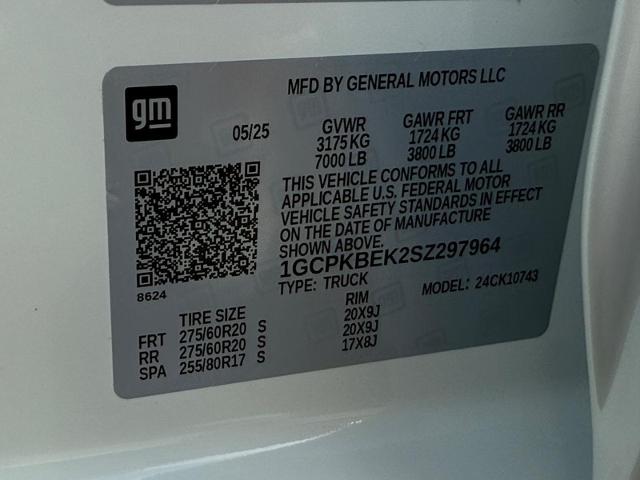 gm
MFD BY GENERAL MOTORS LLC
05/25
GVWR GAWR FRT GAWR RR
3175 KG 1724 KG 1724 KG
7000 LB 3800 LB 3800 LB
THIS VEHICLE CONFORMS TO ALL
APPLICABLE U.S. FEDERAL MOTOR
VEHICLE SAFETY STANDARDS IN EFFECT
ON THE DATE OF MANUFACTURE
SHOWN ABOVE.
1GCPKBEK2SZ297964
8624
TYPE: TRUCK MODEL: 24CK10743
TIRE SIZE RIM
FRT 275/60R20 S 20X9J
RR 275/60R20 S 20X9J
SPA 255/80R17 S 17X8J